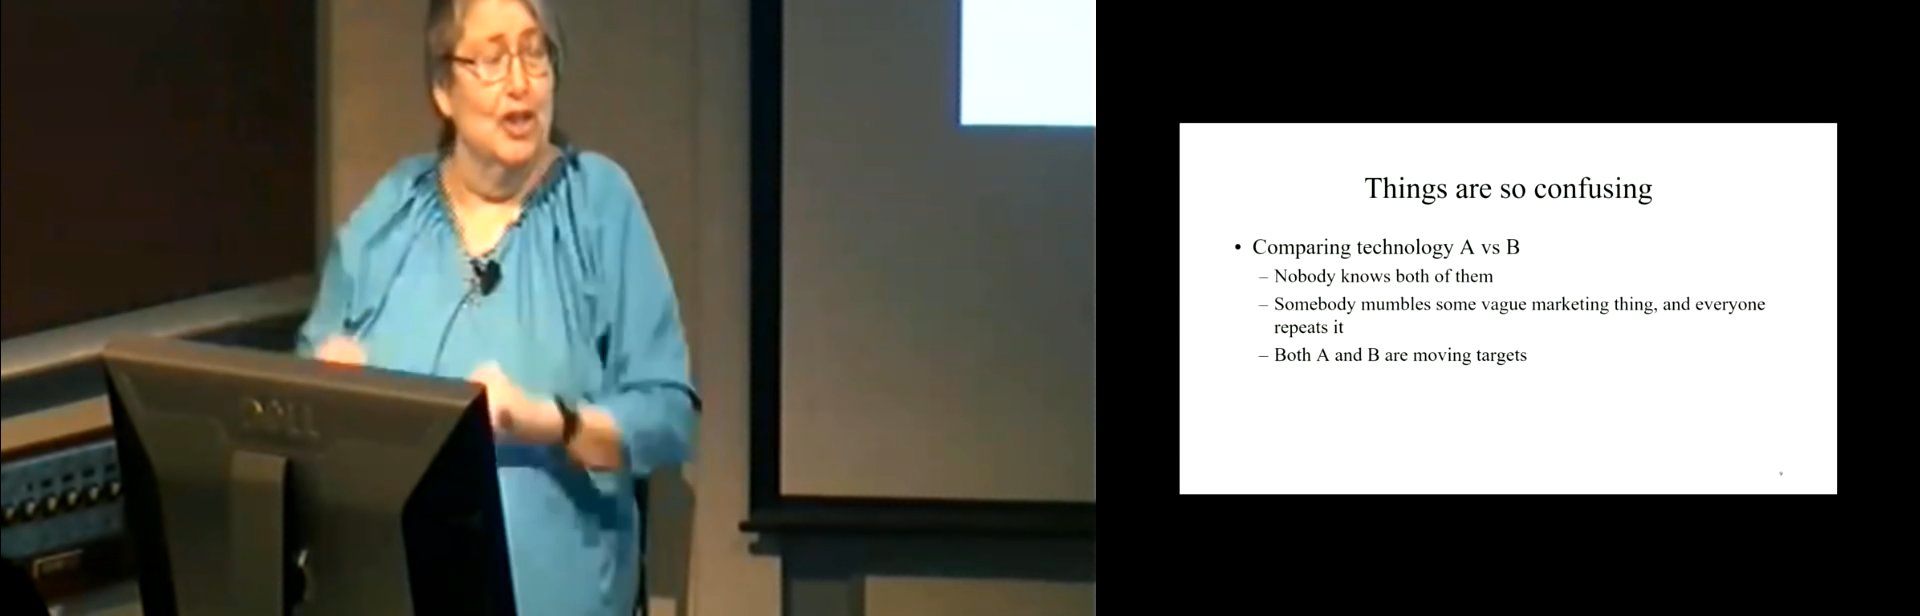 DELL
Things are so confusing
• Comparing technology A vs B
– Nobody knows both of them
– Somebody mumbles some vague marketing thing, and everyone
repeats it
– Both A and B are moving targets